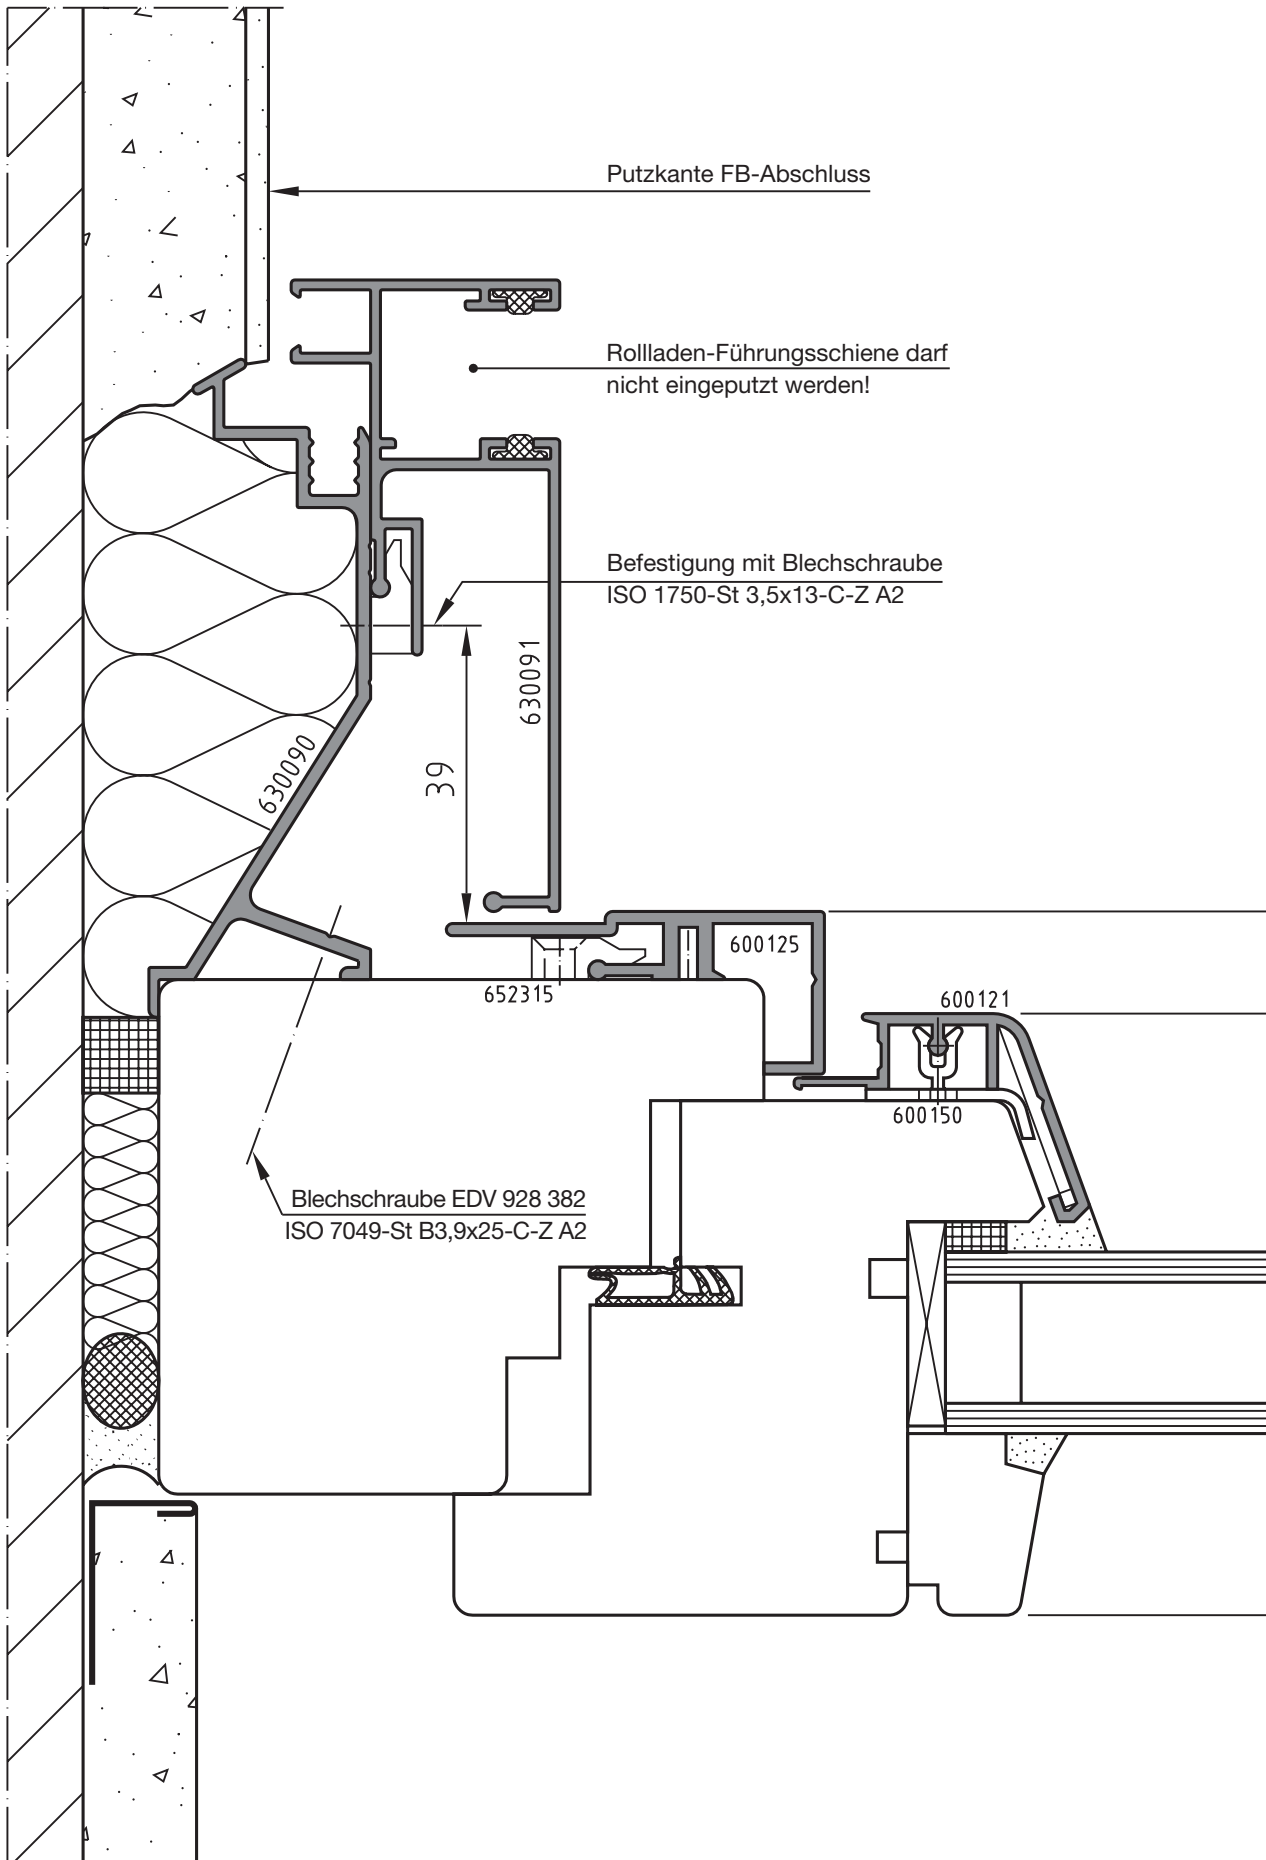 Putzkante FB-Abschluss
Rollladen-Führungsschiene darf
nicht eingeputzt werden!
Befestigung mit Blechschraube
ISO 1750-St 3,5x13-C-Z A2
630091
630090
39
600125
652315
600121
600150
Blechschraube EDV 928 382
ISO 7049-St B3,9x25-C-Z A2